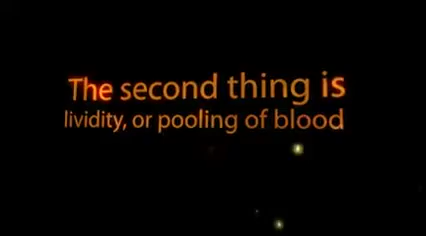 The second thing is
lividity, or pooling of blood